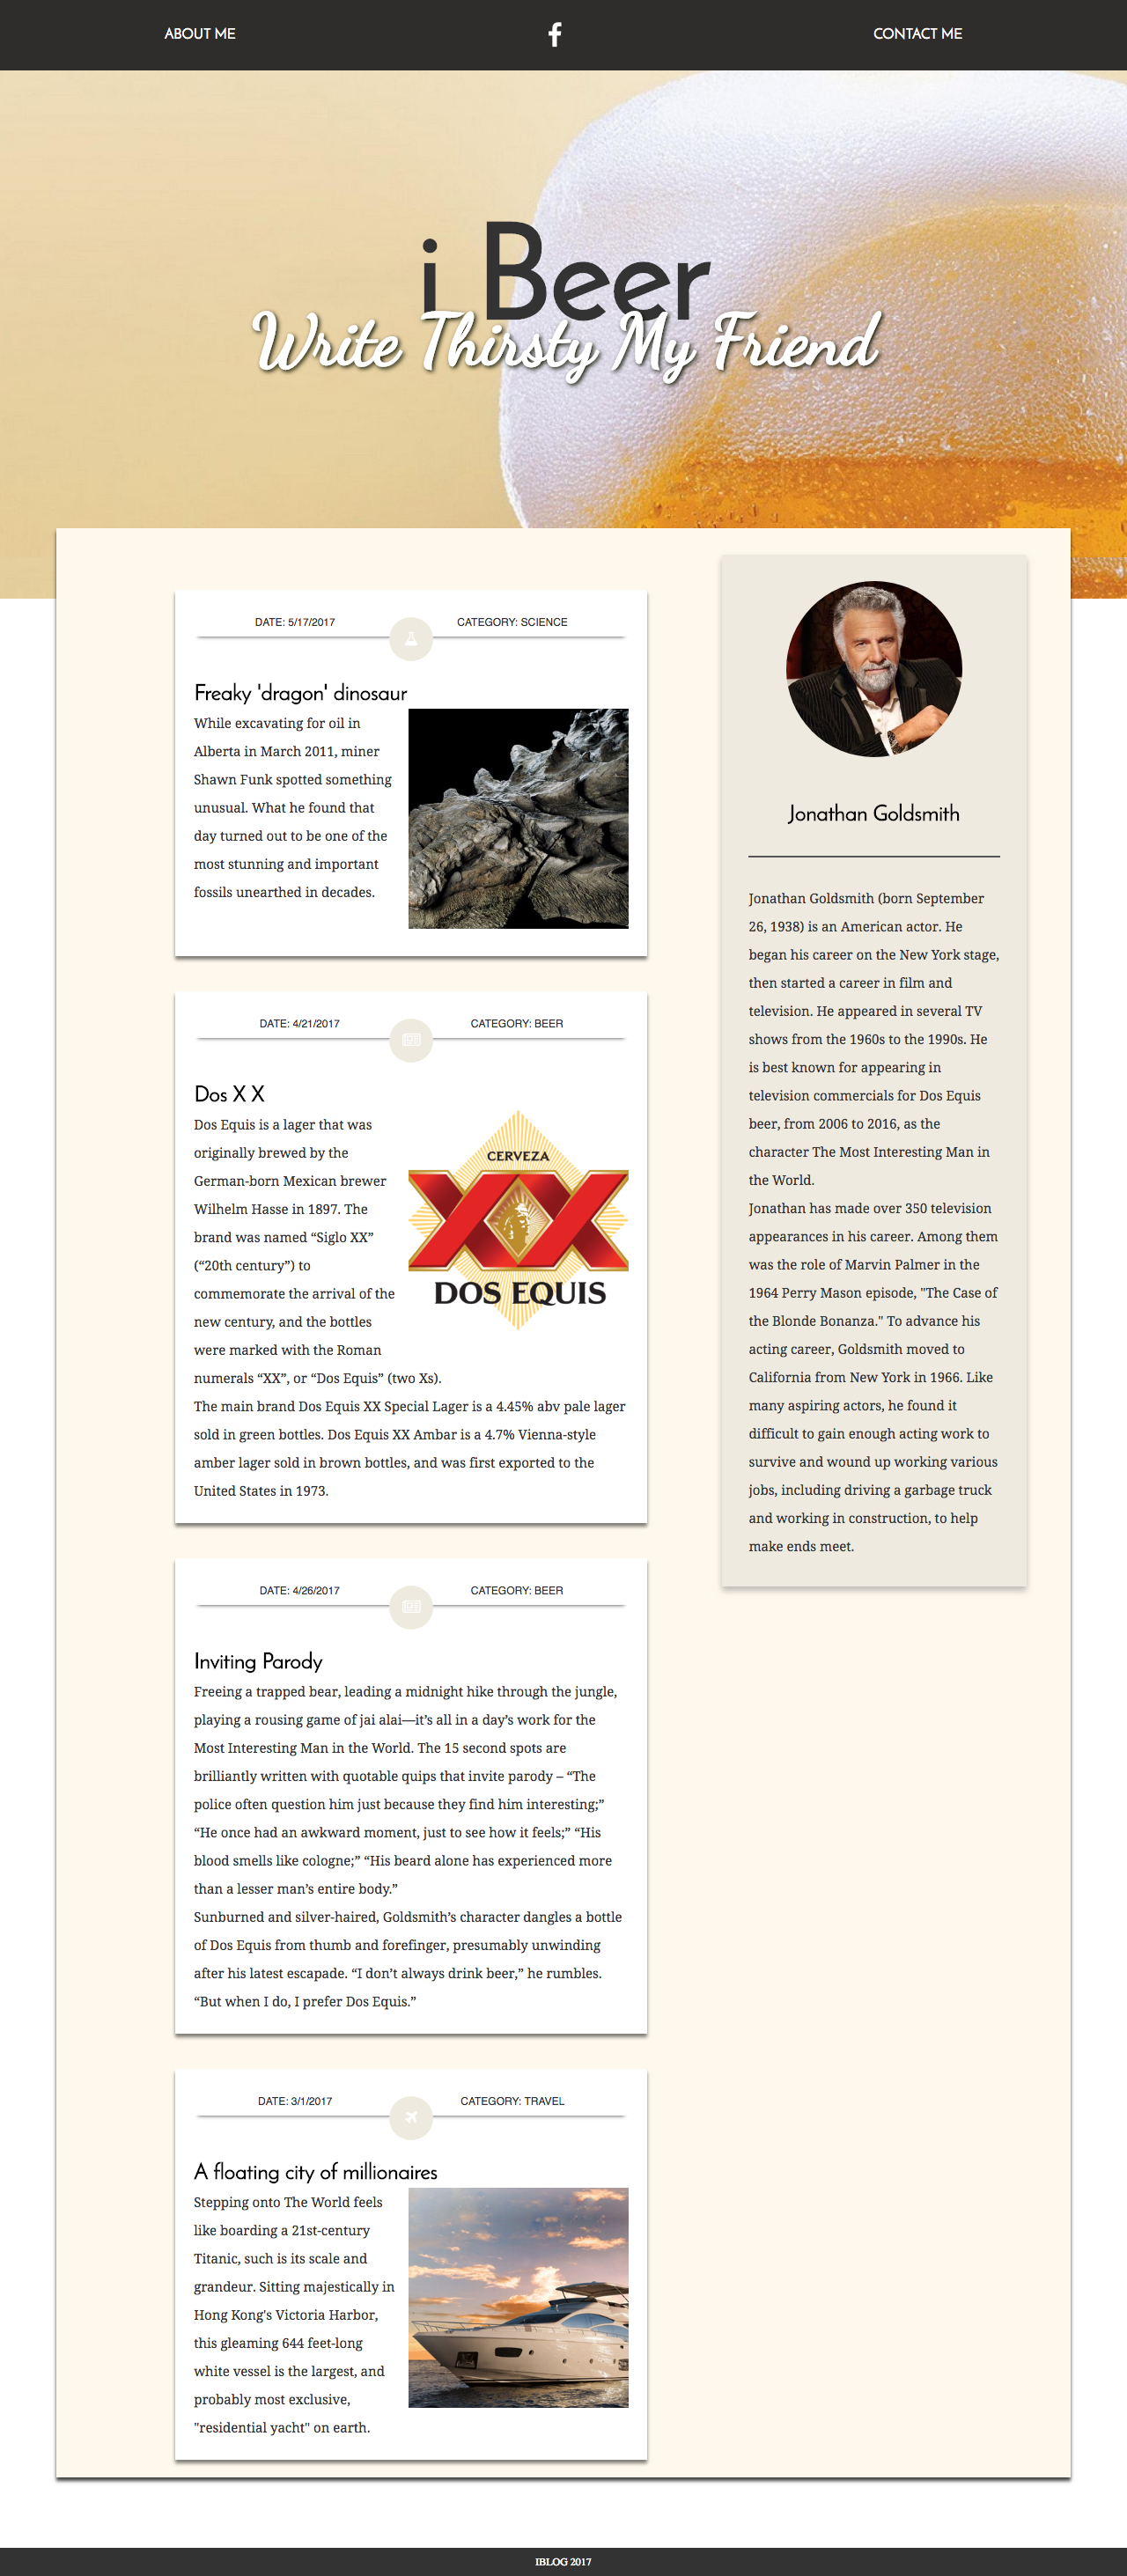 ABOUT ME
CONTACT ME
i Beer
Write Thirsty My Friend
DATE: 5/17/2017
CATEGORY: SCIENCE
Freaky 'dragon' dinosaur
While excavating for oil in
Alberta in March 2011, miner
Shawn Funk spotted something
unusual. What he found that
day turned out to be one of the
most stunning and important
fossils unearthed in decades.
DATE: 4/21/2017
CATEGORY: BEER
Dos X X
Dos Equis is a lager that was
originally brewed by the
German-born Mexican brewer
Wilhelm Hasse in 1897. The
brand was named “Siglo XX”
(“20th century”) to
commemorate the arrival of the
new century, and the bottles
were marked with the Roman
numerals “XX”, or “Dos Equis” (two Xs).
The main brand Dos Equis XX Special Lager is a 4.45% abv pale lager
sold in green bottles. Dos Equis XX Ambar is a 4.7% Vienna-style
amber lager sold in brown bottles, and was first exported to the
United States in 1973.
CERVEZA
XX
DOS EQUIS
DATE: 4/26/2017
CATEGORY: BEER
Inviting Parody
Freeing a trapped bear, leading a midnight hike through the jungle,
playing a rousing game of jai alai—it’s all in a day’s work for the
Most Interesting Man in the World. The 15 second spots are
brilliantly written with quotable quips that invite parody – “The
police often question him just because they find him interesting;”
“He once had an awkward moment, just to see how it feels;” “His
blood smells like cologne;” “His beard alone has experienced more
than a lesser man’s entire body.”
Sunburned and silver-haired, Goldsmith’s character dangles a bottle
of Dos Equis from thumb and forefinger, presumably unwinding
after his latest escapade. “I don’t always drink beer,” he rumbles.
“But when I do, I prefer Dos Equis.”
DATE: 3/1/2017
CATEGORY: TRAVEL
A floating city of millionaires
Stepping onto The World feels
like boarding a 21st-century
Titanic, such is its scale and
grandeur. Sitting majestically in
Hong Kong's Victoria Harbor,
this gleaming 644 feet-long
white vessel is the largest, and
probably most exclusive,
"residential yacht" on earth.
Jonathan Goldsmith
Jonathan Goldsmith (born September
26, 1938) is an American actor. He
began his career on the New York stage,
then started a career in film and
television. He appeared in several TV
shows from the 1960s to the 1990s. He
is best known for appearing in
television commercials for Dos Equis
beer, from 2006 to 2016, as the
character The Most Interesting Man in
the World.
Jonathan has made over 350 television
appearances in his career. Among them
was the role of Marvin Palmer in the
1964 Perry Mason episode, "The Case of
the Blonde Bonanza." To advance his
acting career, Goldsmith moved to
California from New York in 1966. Like
many aspiring actors, he found it
difficult to gain enough acting work to
survive and wound up working various
jobs, including driving a garbage truck
and working in construction, to help
make ends meet.
IBLOG 2017